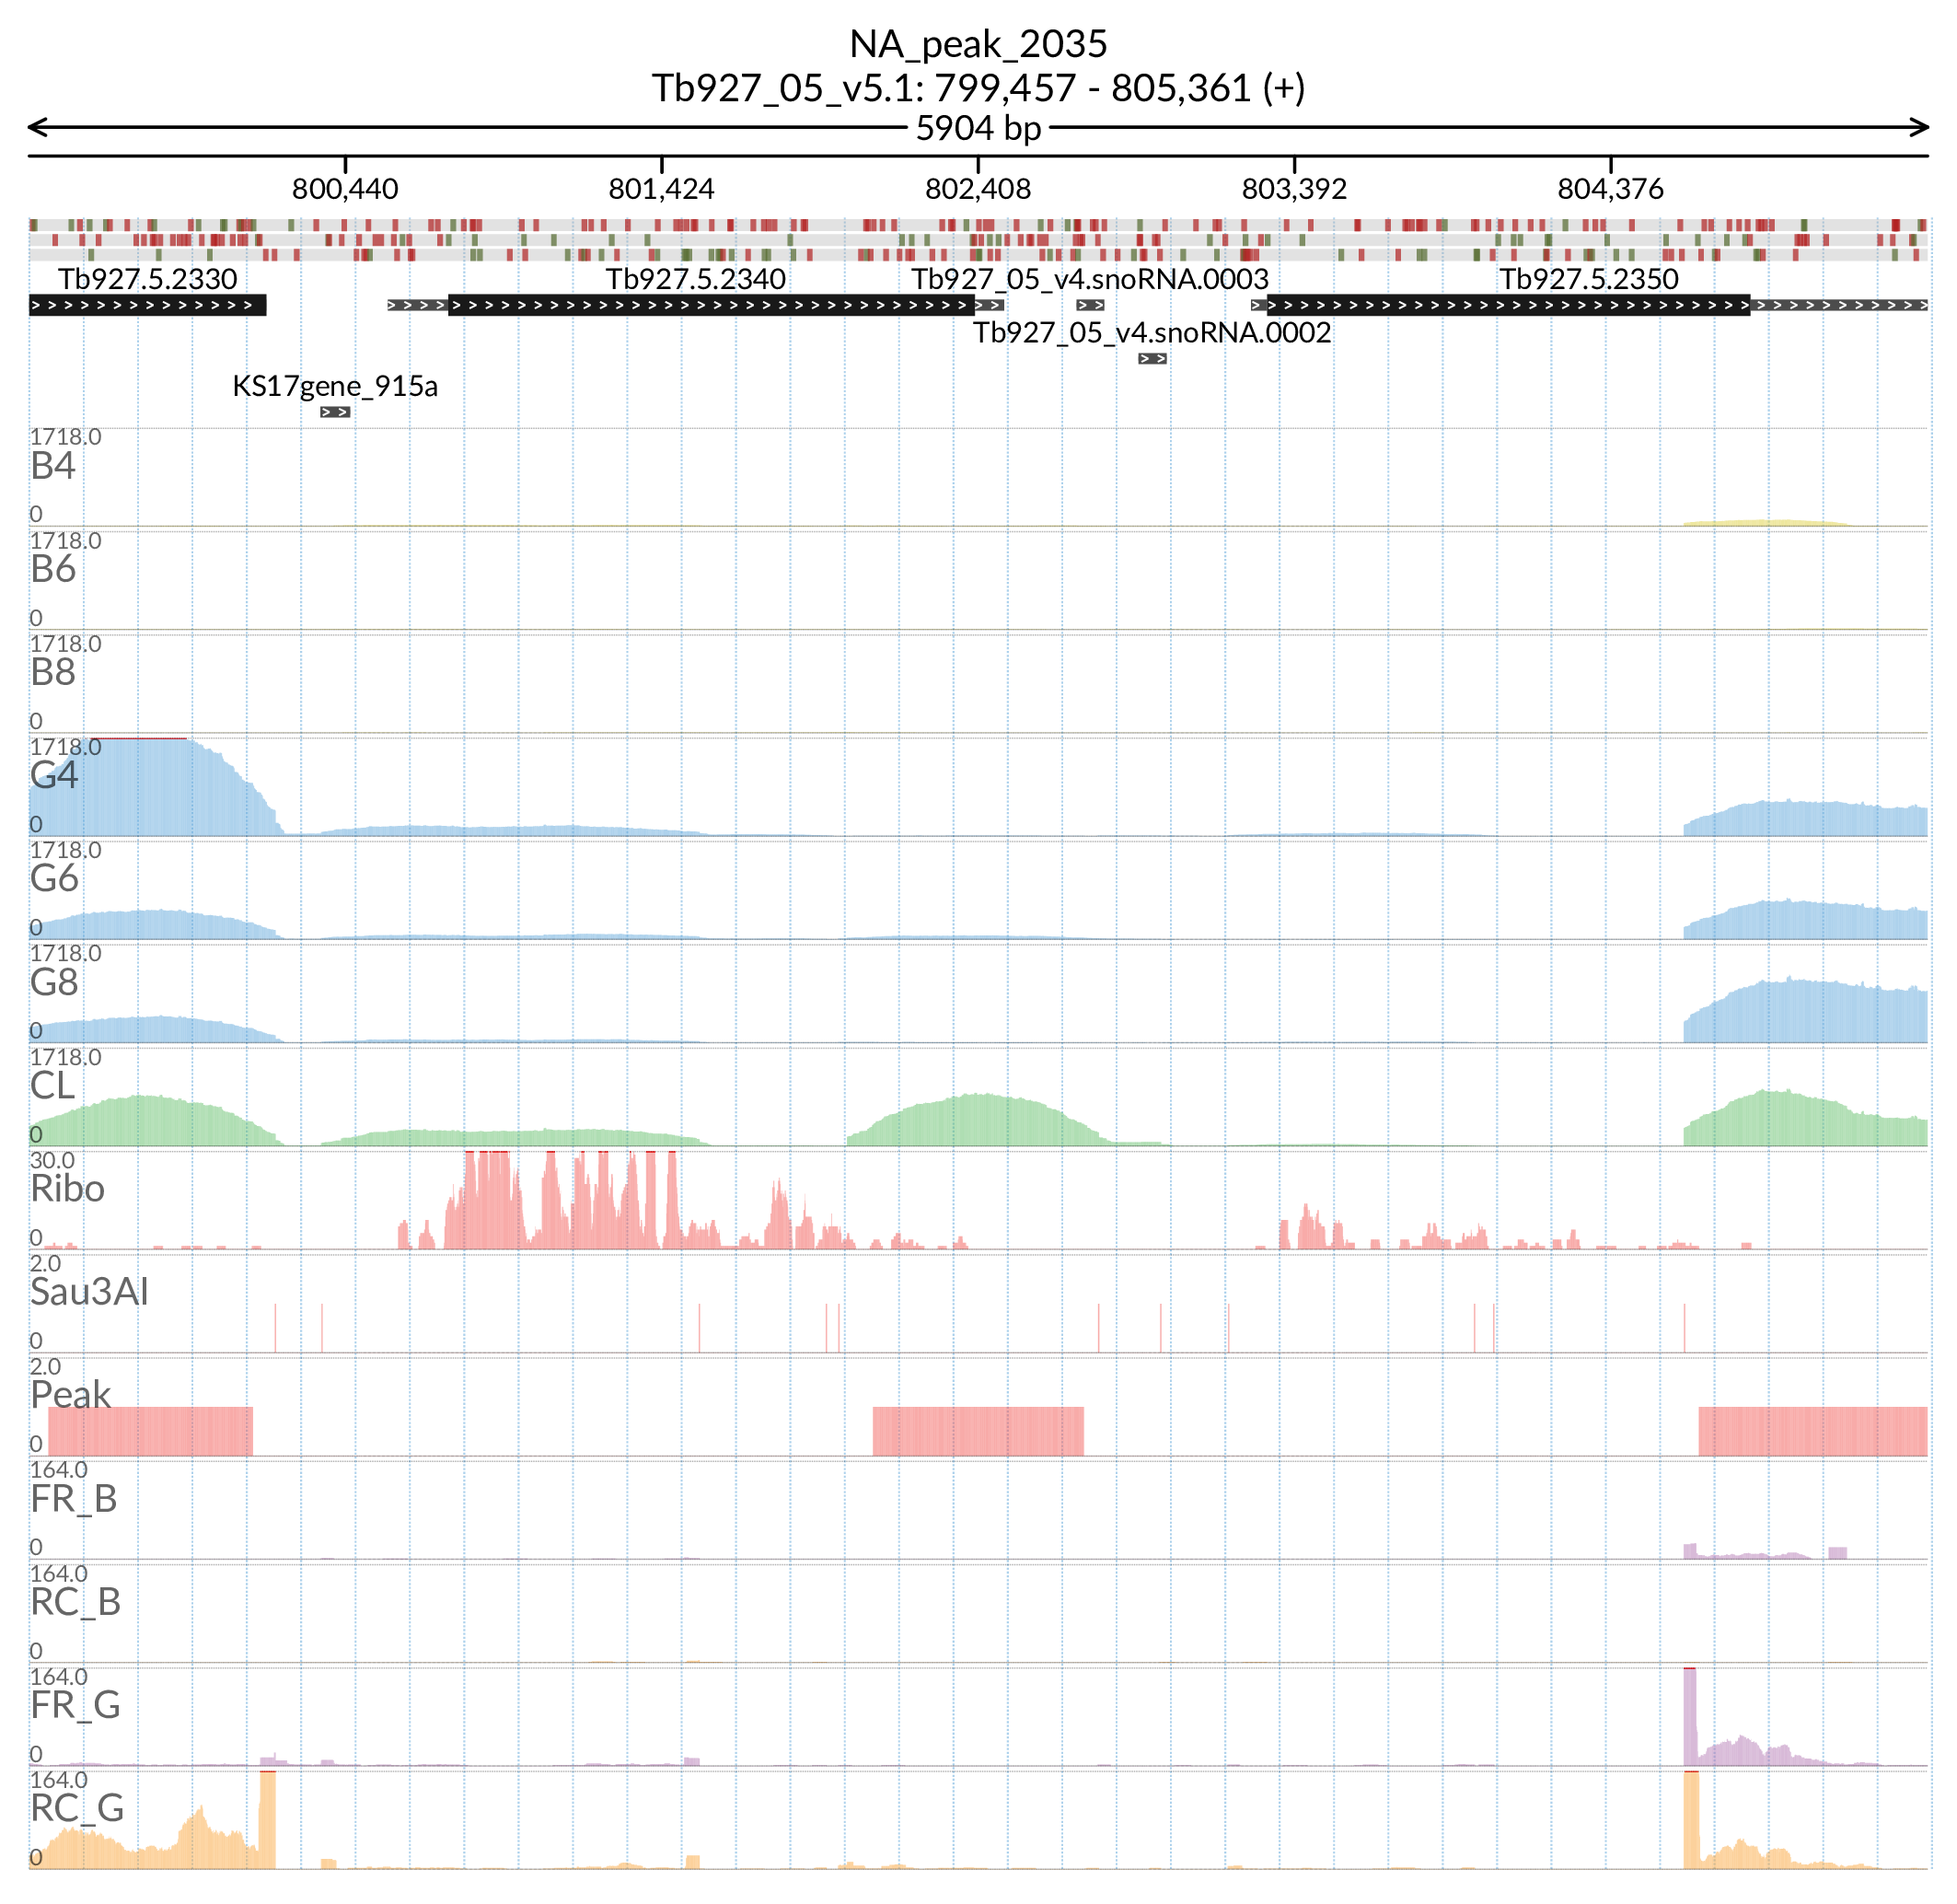 NA_peak_2035
Tb927_05_v5.1: 799,457 - 805,361 (+)
5904 bp
800,440 801,424 802,408 803,392 804,376
Tb927.5.2330 Tb927.5.2340 Tb927_05_v4.snoRNA.0003 Tb927.5.2350
Tb927_05_v4.snoRNA.0002
KS17gene_915a
1718.0
B4
0
1718.0
B6
0
1718.0
B8
0
1718.0
G4
0
1718.0
G6
0
1718.0
G8
0
1718.0
CL
0
30.0
Ribo
0
2.0
Sau3AI
0
2.0
Peak
0
164.0
FR_B
0
164.0
RC_B
0
164.0
FR_G
0
164.0
RC_G
0